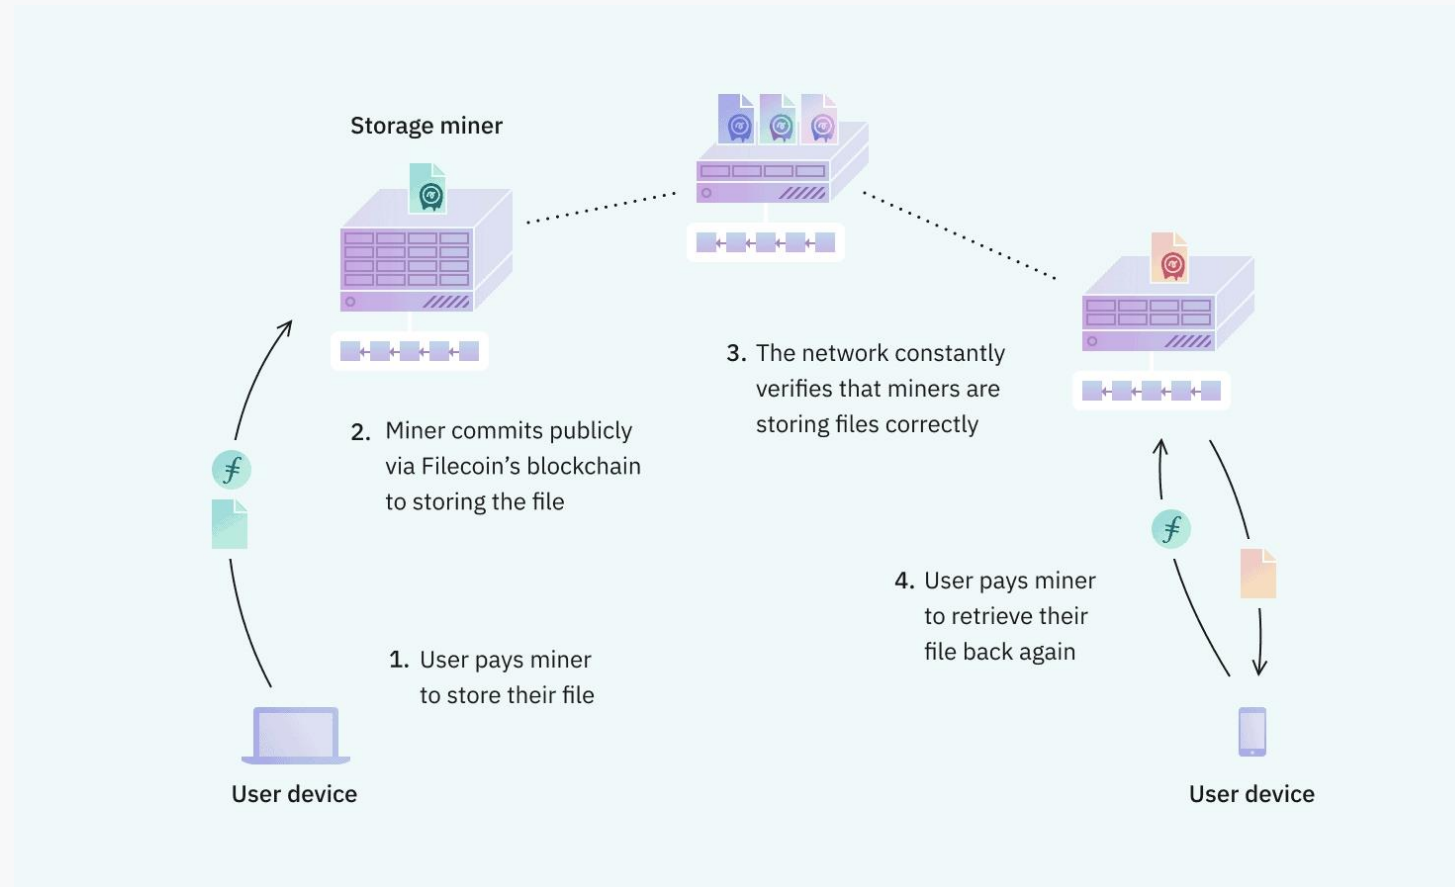 Storage miner
1. User pays miner
to store their file
2. Miner commits publicly
via Filecoin’s blockchain
to storing the file
3. The network constantly
verifies that miners are
storing files correctly
4. User pays miner
to retrieve their
file back again
User device
User device